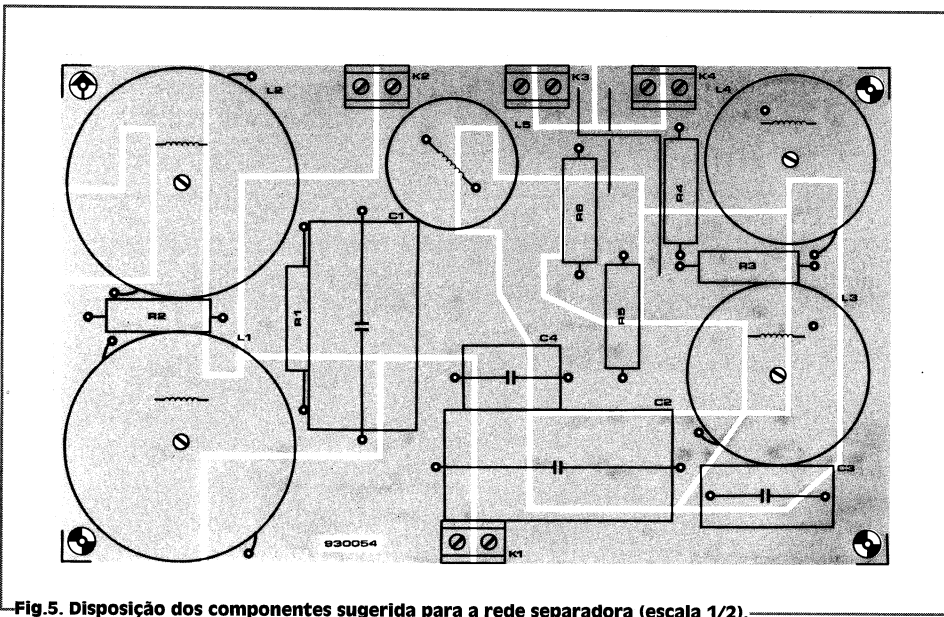 K2
K3
K4
L2
L4
L5
C1
R6
R4
R3
L3
R2
L1
R1
R5
C4
C2
C3
930054
K1
Fig.5. Disposição dos componentes sugerida para a rede separadora (escala 1/2).